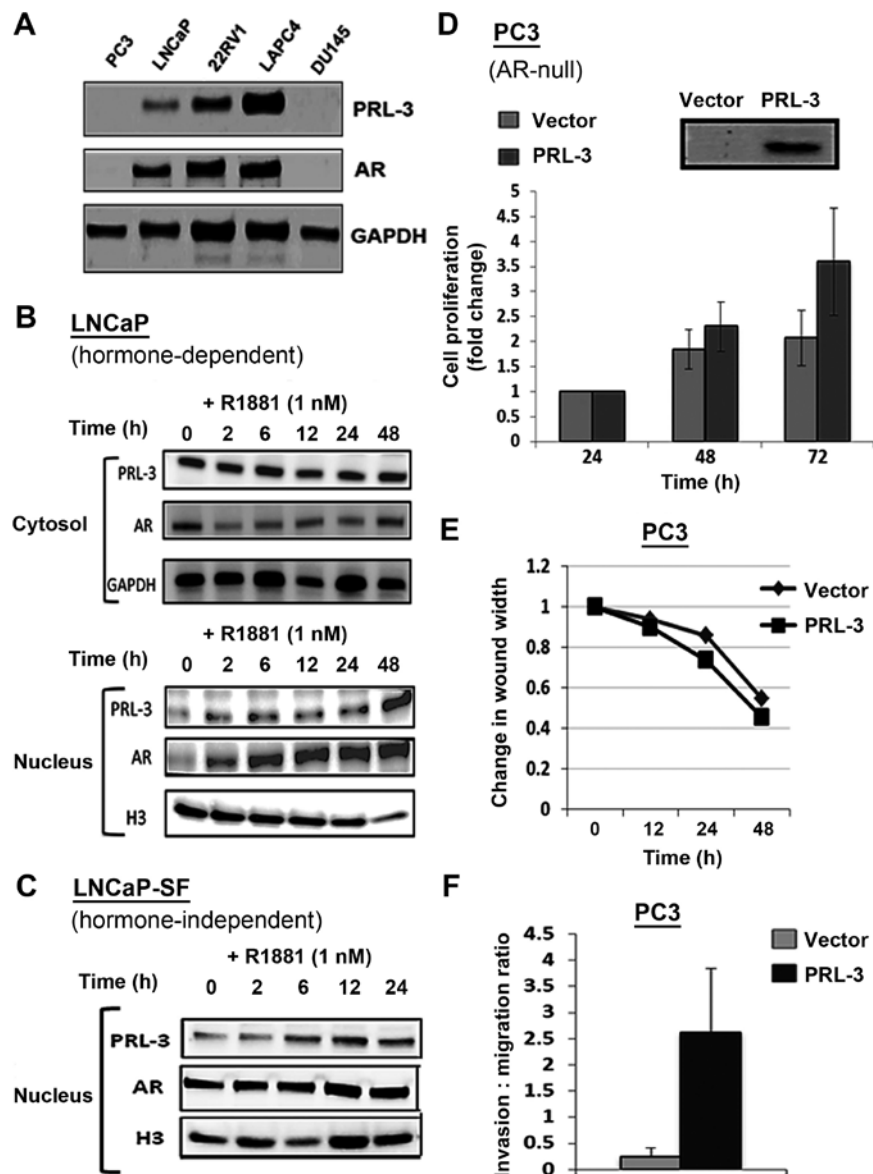 A
PC3 LNCaP 22RV1 LAPC4 DU145
PRL-3
AR
GAPDH
B LNCaP
(hormone-dependent)
+ R1881 (1 nM)
Time (h) 0 2 6 12 24 48
Cytosol
PRL-3
AR
GAPDH
+ R1881 (1 nM)
Time (h) 0 2 6 12 24 48
Nucleus
PRL-3
AR
H3
C LNCaP-SF
(hormone-independent)
+ R1881 (1 nM)
Time (h) 0 2 6 12 24
Nucleus
PRL-3
AR
H3
D PC3
(AR-null)
Vector
PRL-3
Vector PRL-3
Cell proliferation
(fold change)
5
4.5
4
3.5
3
2.5
2
1.5
1
0.5
0
24 48 72
Time (h)
E PC3
Vector
PRL-3
Change in wound width
1.2
1
0.8
0.6
0.4
0.2
0
0 12 24 48
Time (h)
F PC3
Vector
PRL-3
Invasion : migration ratio
4.5
4
3.5
3
2.5
2
1.5
1
0.5
0